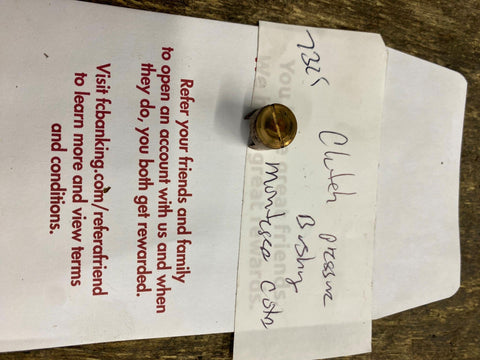 7325
Clutch pressure
Bushing
Montesa Cota
Refer your friends and family
to open an account with us and when
they do, you both get rewarded.
Visit fcbanking.com/referafriend
to learn more and view terms
and conditions.